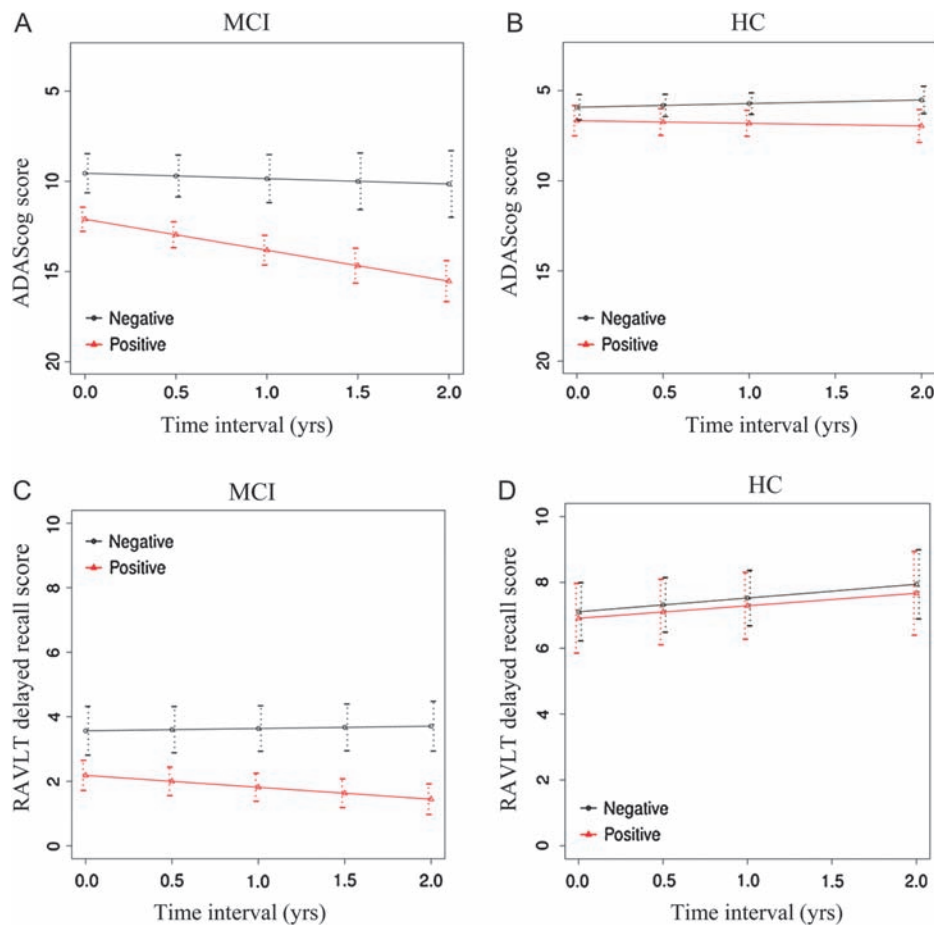 A
MCI
ADAScog score
5
10
15
20
Negative
Positive
0.0 0.5 1.0 1.5 2.0
Time interval (yrs)
B
HC
ADAScog score
5
10
15
20
Negative
Positive
0.0 0.5 1.0 2.0
Time interval (yrs)
C
MCI
RAVLT delayed recall score
10
8
6
4
2
0
Negative
Positive
0.0 0.5 1.0 1.5 2.0
Time interval (yrs)
D
HC
RAVLT delayed recall score
10
8
6
4
2
0
Negative
Positive
0.0 0.5 1.0 2.0
Time interval (yrs)